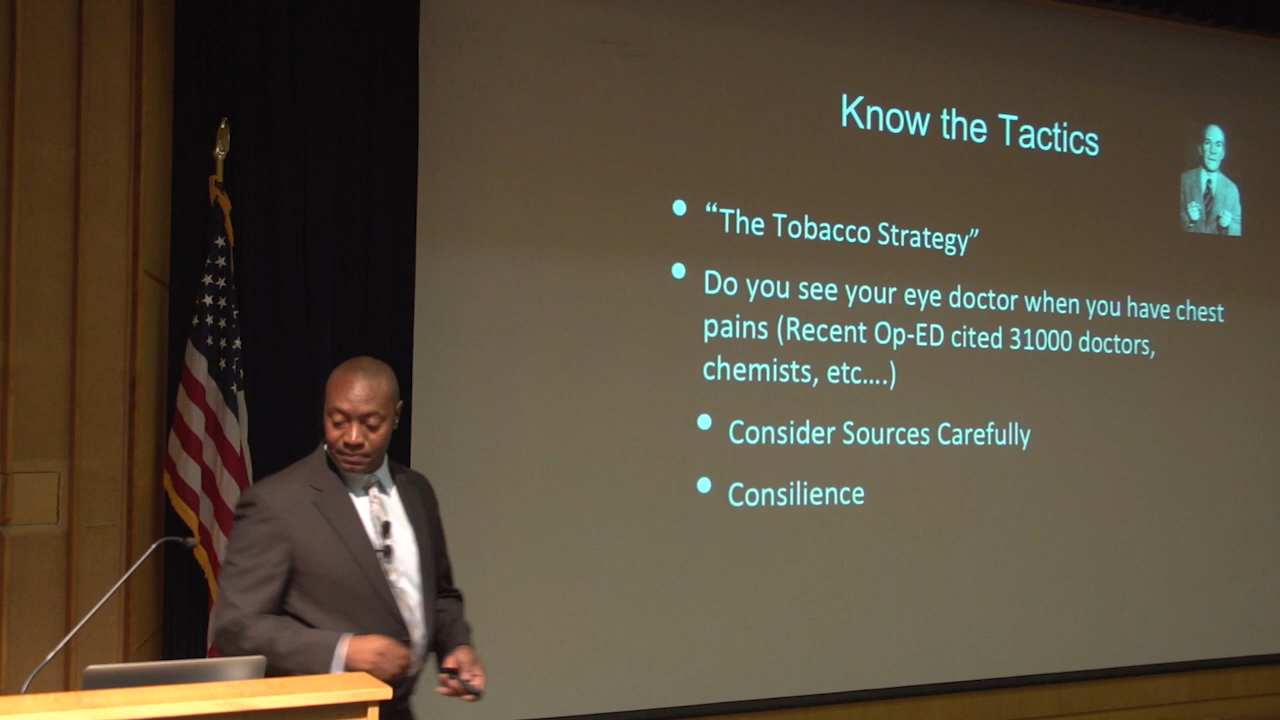 Know the Tactics
“The Tobacco Strategy”
Do you see your eye doctor when you have chest
pains (Recent Op-ED cited 31000 doctors,
chemists, etc....)
Consider Sources Carefully
Consilience